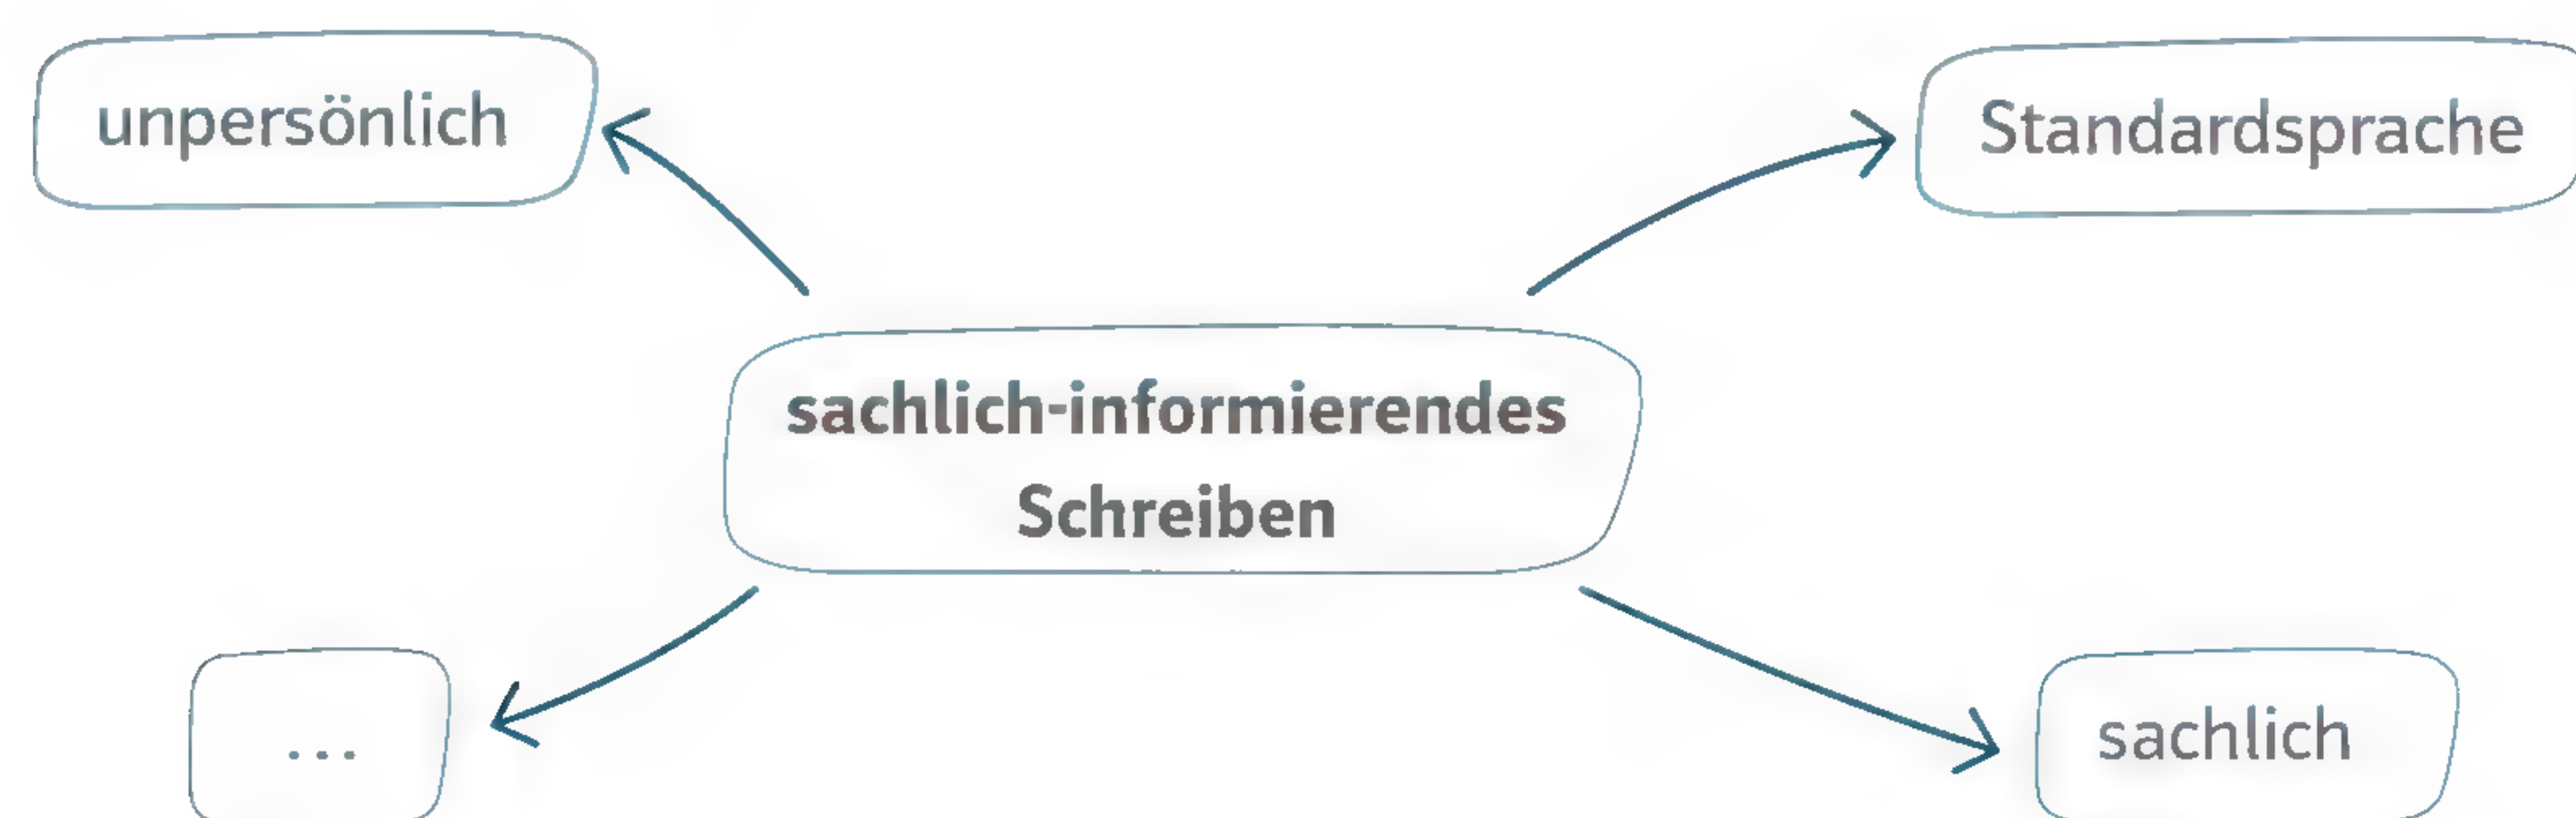 unpersönlich
Standardsprache
sachlich-informierendes
Schreiben
...
sachlich